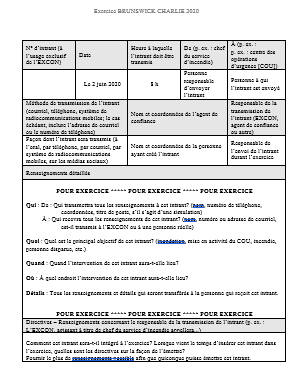 Exercice BRUNSWICK CHARLIE 2020
N° d'intrant (à l'usage exclusif de l'EXCON)
Date
Heure à laquelle l'intrant doit être transmis
De (p. ex. : chef du service d'incendie)
À (p. ex. : p. ex. : centre des opérations d'urgence [COU])
Le 2 juin 2020
8 h
Personne responsable d'envoyer l'intrant
Personne à qui l'intrant est envoyé
Méthode de transmission de l'intrant (courriel, téléphone, système de radiocommunications mobiles; le cas échéant, inclure l'adresse de courriel ou le numéro de téléphone)
Nom et coordonnées de l'agent de confiance
Responsable de la transmission de l'intrant (EXCON, agent de confiance ou autre)
Façon dont l'intrant sera transmis (à l'oral, par téléphone, par courriel, par système de radiocommunications mobiles, sur les médias sociaux)
Nom et coordonnées de la personne ayant créé l'intrant
Responsable de l'envoi de l'intrant durant l'exercice
Renseignements détaillés
POUR EXERCICE ***** POUR EXERCICE ***** POUR EXERCICE
Qui : De : Qui transmettra tous les renseignements à cet intrant? (nom, numéro de téléphone, coordonnées, titre de poste, s'il s'agit d'une simulation)
À : Qui recevra tous les renseignements de cet intrant? (nom, numéro ou adresse de courriel, est-il transmis à l'EXCON ou à une personne réelle)
Quoi : Quel est le principal objectif de cet intrant? (inondation, mise en activité du COU, incendie, personne disparue, etc.)
Quand : Quand l'intervention de cet intrant aura-t-elle lieu?
Où : À quel endroit l'intervention de cet intrant aura-t-elle lieu?
Détails : Tous les renseignements et détails qui seront transférés à la personne qui reçoit cet intrant.
POUR EXERCICE ***** POUR EXERCICE ***** POUR EXERCICE
Directives – Renseignements concernant le responsable de la transmission de l'intrant (p. ex. : L'EXCON, agissant à titre de chef du service d'incendie appellera...)
Comment cet intrant sera-t-il intégré à l'exercice? Lorsque vient le temps d'insérer cet intrant dans l'exercice, quelles sont les directives sur la façon de l'émettre?
Fournir le plus de renseignements possible afin que quiconque puisse émettre cet intrant.